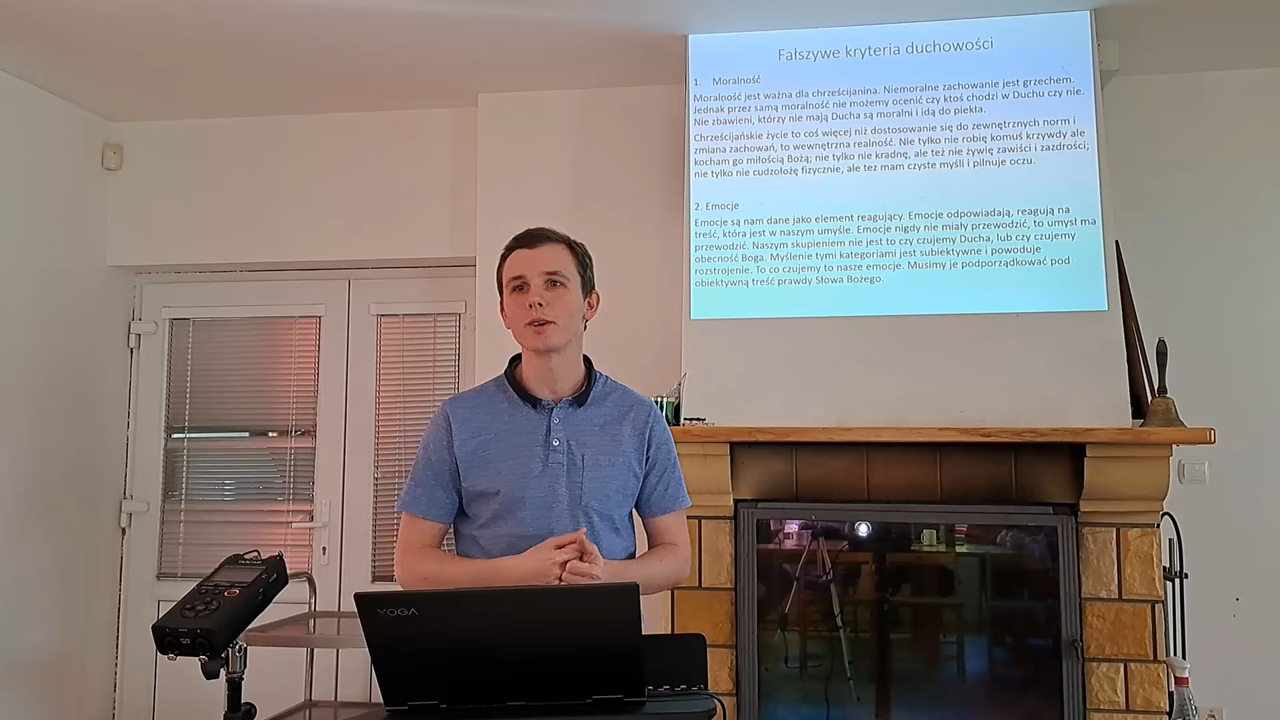 Fałszywe kryteria duchowości
1. Moralność
Moralność jest ważna dla chrześcijanina. Niemoralne zachowanie jest grzechem.
Jednak przez samą moralność nie możemy ocenić czy ktoś chodzi w Duchu czy nie.
Nie zbawieni, którzy nie mają Ducha są moralni i idą do piekła.
Chrześcijańskie życie to coś więcej niż dostosowanie się do zewnętrznych norm i
zmiana zachowań, to wewnętrzna realność. Nie tylko nie robię komuś krzywdy ale
kocham go miłością Bożą; nie tylko nie kradnę, ale też nie żywię zawiści i zazdrości;
nie tylko nie cudzołożę fizycznie, ale tez mam czyste myśli i pilnuje oczu.
2. Emocje
Emocje są nam dane jako element reagujący. Emocje odpowiadają, reagują na
treść, która jest w naszym umyśle. Emocje nigdy nie miały przewodzić, to umysł ma
przewodzić. Naszym skupieniem nie jest to czy czujemy Ducha, lub czy czujemy
obecność Boga. Myślenie tymi kategoriami jest subiektywne i powoduje
rozstrojenie. To co czujemy to nasze emocje. Musimy je podporządkować pod
obiektywną treść prawdy Słowa Bożego.
YOGA